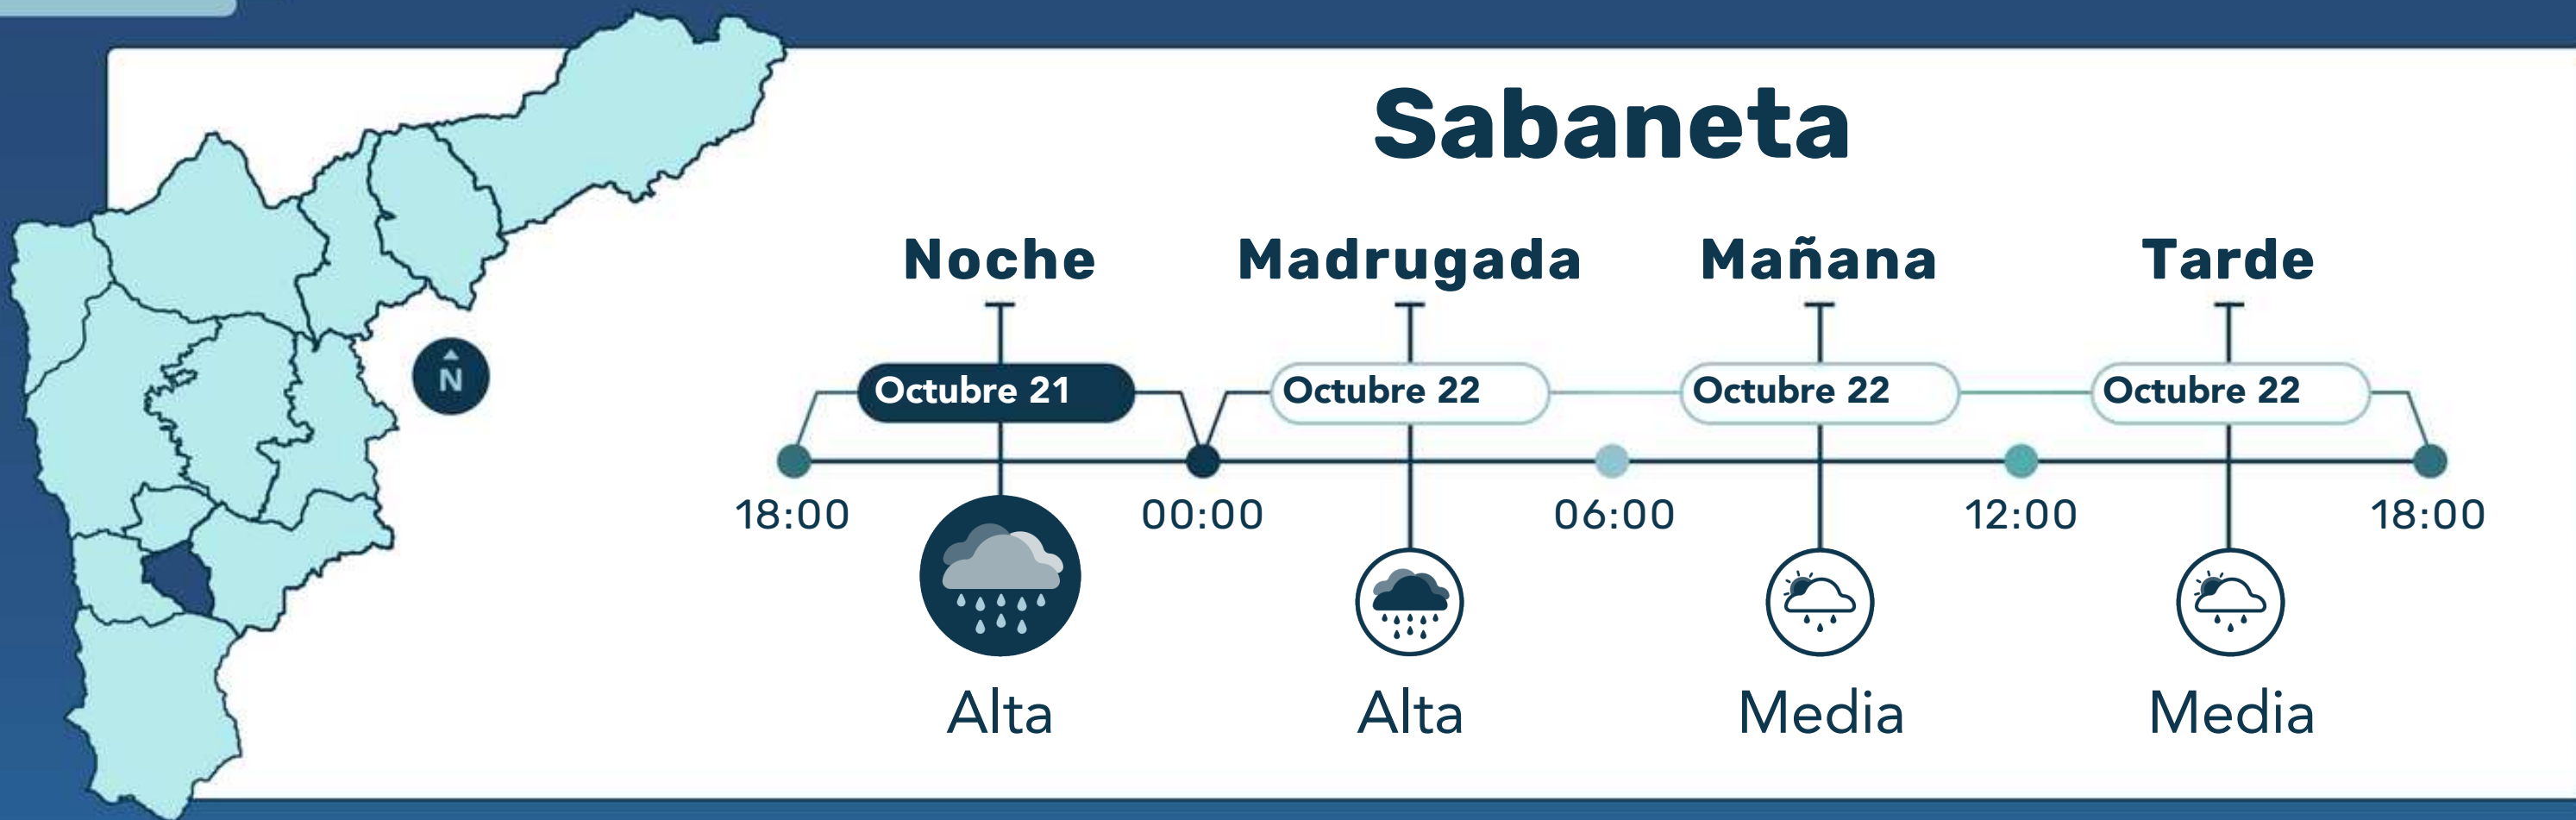 Sabaneta
Noche Madrugada Mañana Tarde
Octubre 21 Octubre 22 Octubre 22 Octubre 22
N
18:00 00:00 06:00 12:00 18:00
Alta Alta Media Media